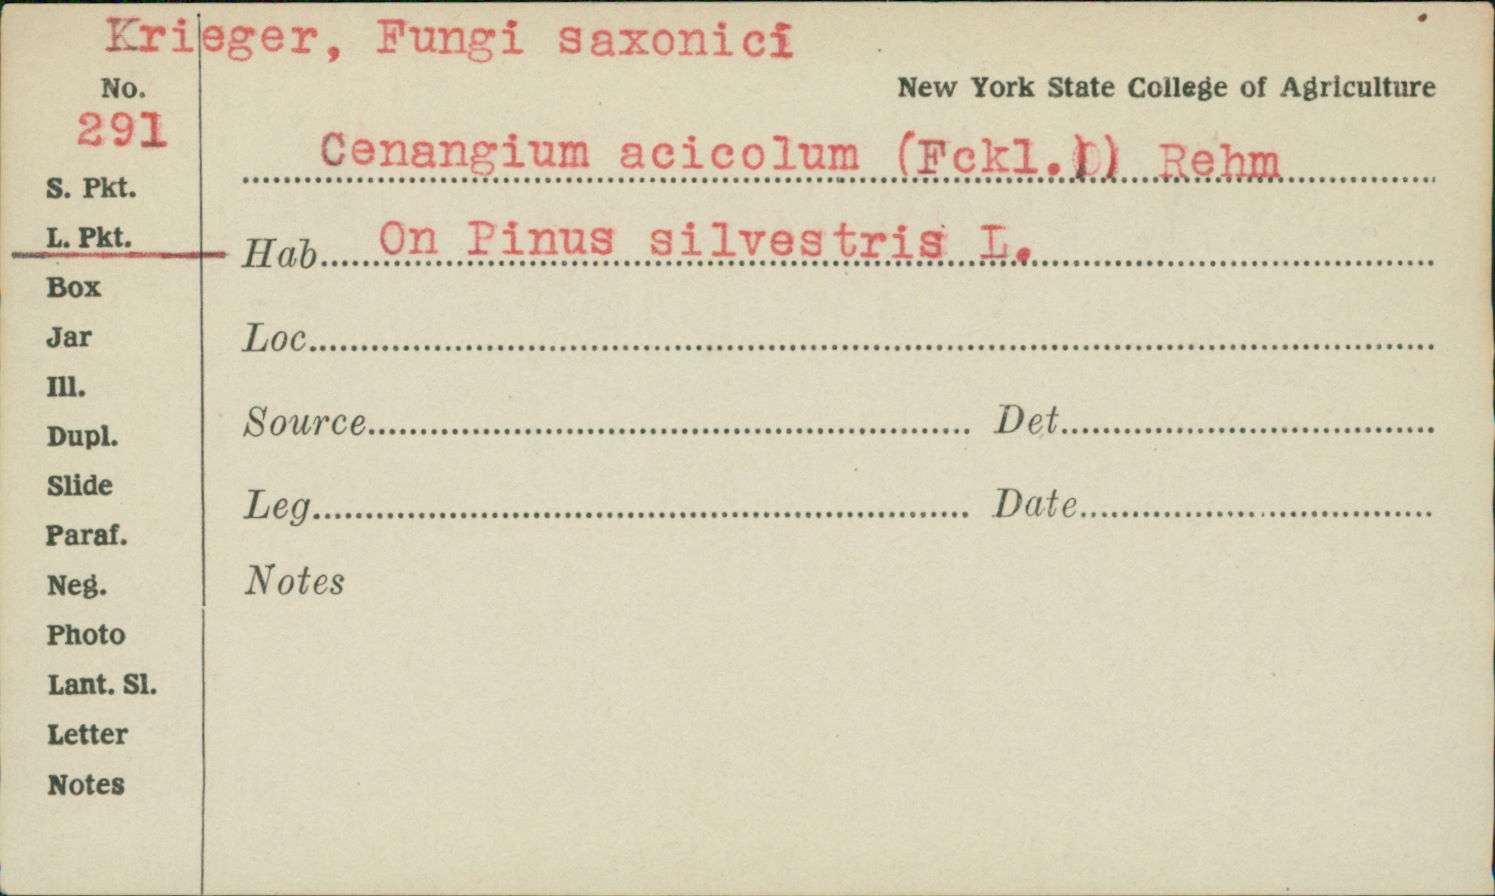 Krieger, Fungi saxonici
No. New York State College of Agriculture
291
Cenangium acicolum (Fckl.) Rehm
S. Pkt.
L. Pkt.
Hab. On Pinus silvestris L.
Box
Jar
Loc.
Ill.
Dupl.
Source Det.
Slide
Leg. Date
Paraf.
Neg.
Notes
Photo
Lant. Sl.
Letter
Notes